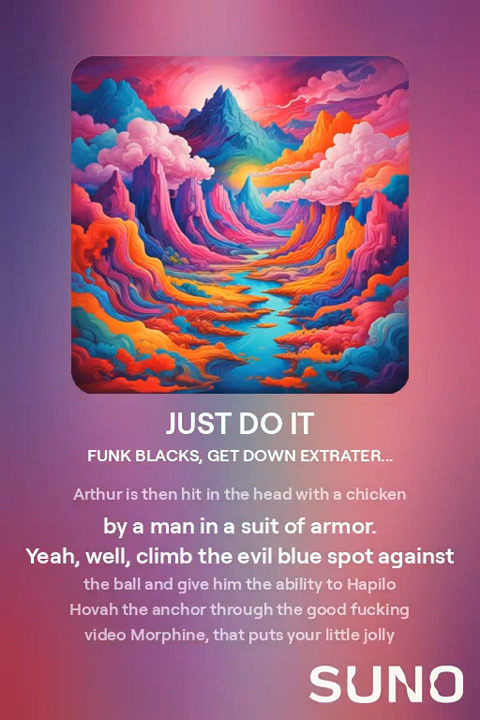 JUST DO IT
FUNK BLACKS, GET DOWN EXTRATER...
Arthur is then hit in the head with a chicken
by a man in a suit of armor.
Yeah, well, climb the evil blue spot against
the ball and give him the ability to Hapilo
Hovah the anchor through the good fucking
video Morphine, that puts your little jolly
SUNO